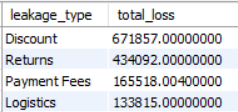 leakage_type total_loss
Discount 671857.00000000
Returns 434092.00000000
Payment Fees 165518.00400000
Logistics 133815.00000000